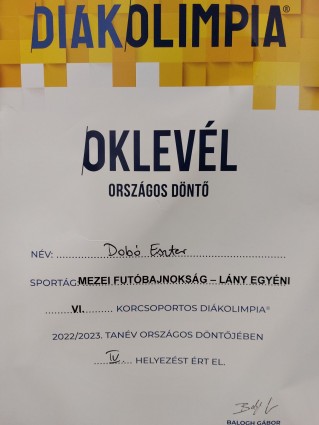 DIÁKOLIMPIA®
OKLEVÉL
ORSZÁGOS DÖNTŐ
NÉV: Dobó Eszter
SPORTÁG: MEZEI FUTÓBAJNOKSÁG – LÁNY EGYÉNI
VI. KORCSOPORTOS DIÁKOLIMPIA®
2022/2023. TANÉV ORSZÁGOS DÖNTŐJÉBEN
IV. HELYEZÉST ÉRT EL.
BALOGH GÁBOR